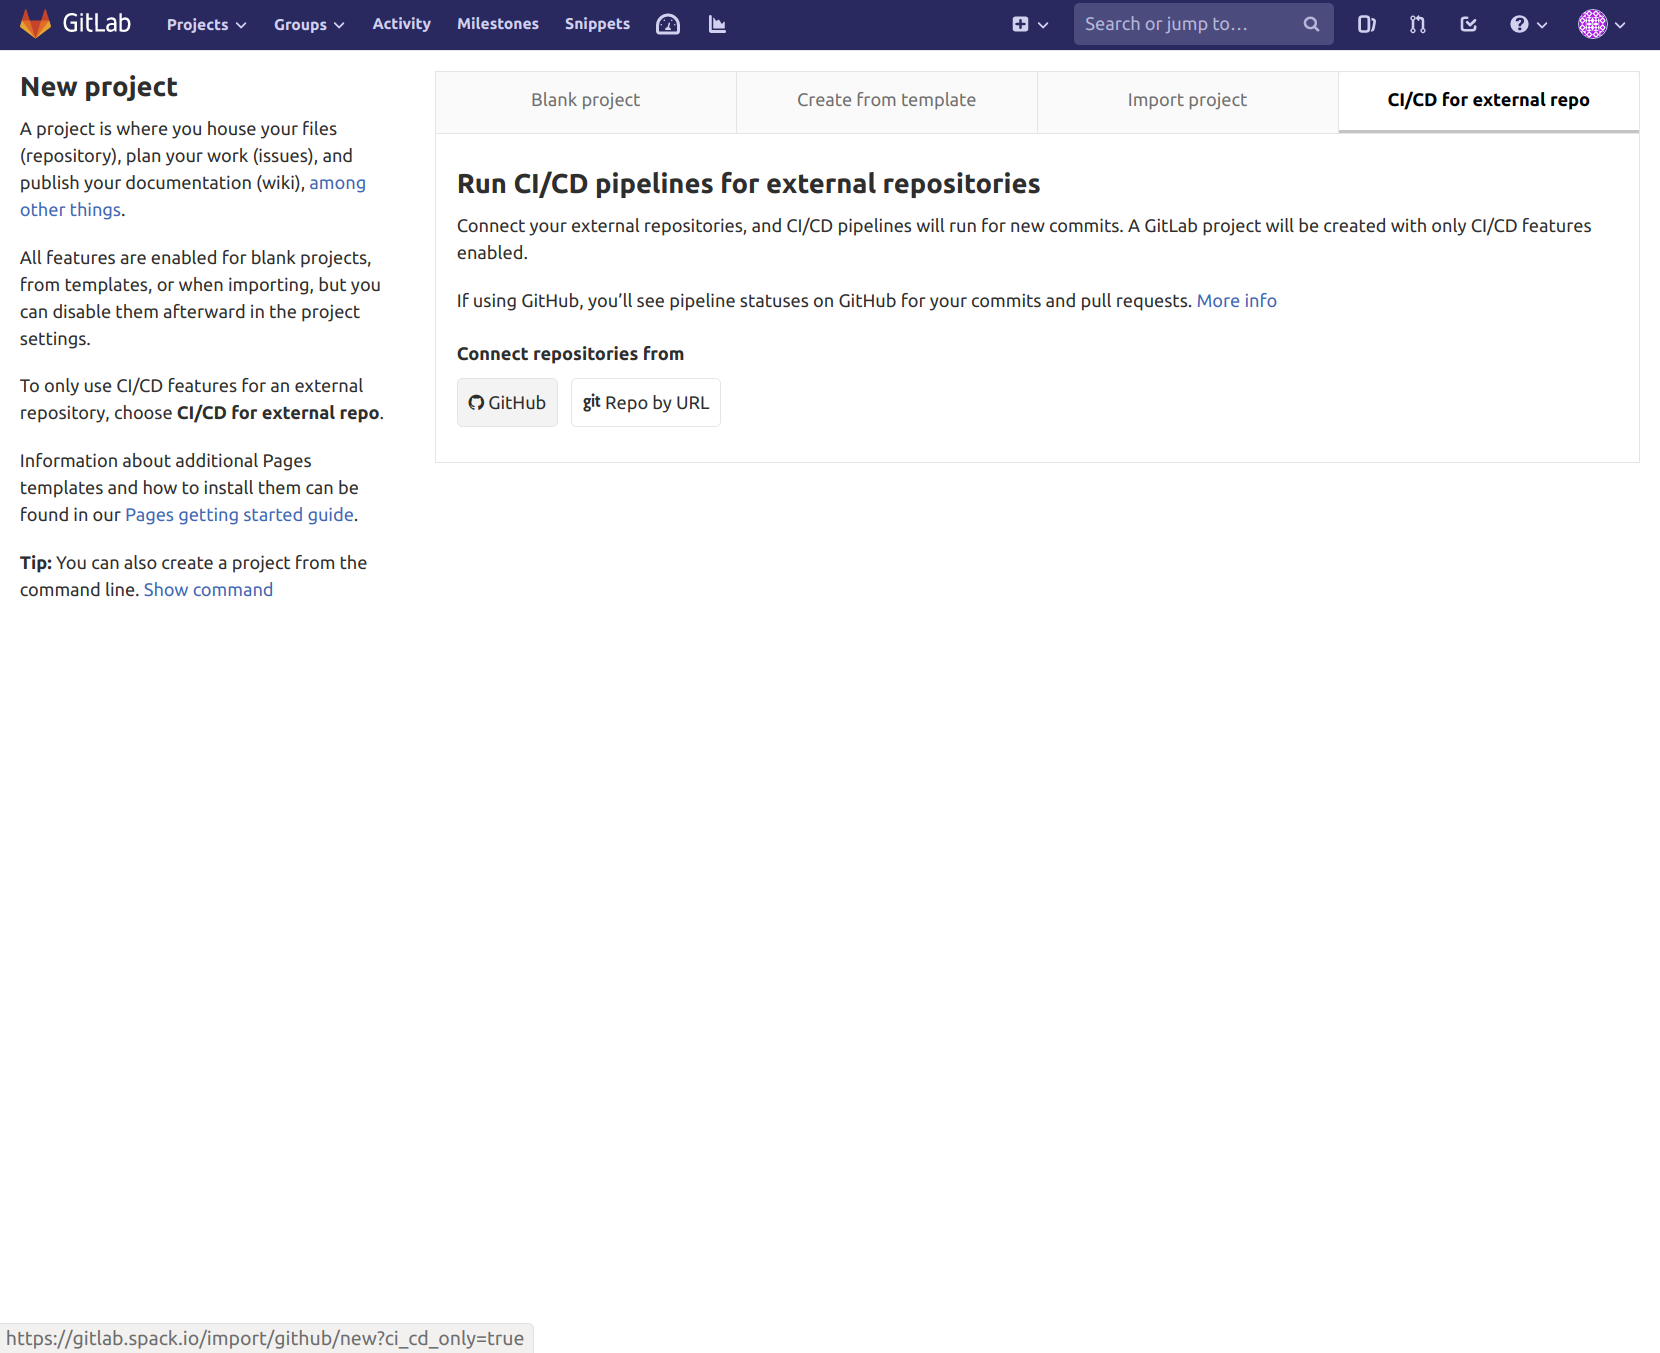 GitLab Projects Groups Activity Milestones Snippets Search or jump to…
New project
A project is where you house your files
(repository), plan your work (issues), and
publish your documentation (wiki), among
other things.
All features are enabled for blank projects,
from templates, or when importing, but you
can disable them afterward in the project
settings.
To only use CI/CD features for an external
repository, choose CI/CD for external repo.
Information about additional Pages
templates and how to install them can be
found in our Pages getting started guide.
Tip: You can also create a project from the
command line. Show command
Blank project Create from template Import project CI/CD for external repo
Run CI/CD pipelines for external repositories
Connect your external repositories, and CI/CD pipelines will run for new commits. A GitLab project will be created with only CI/CD features
enabled.
If using GitHub, you’ll see pipeline statuses on GitHub for your commits and pull requests. More info
Connect repositories from
GitHub git Repo by URL
https://gitlab.spack.io/import/github/new?ci_cd_only=true